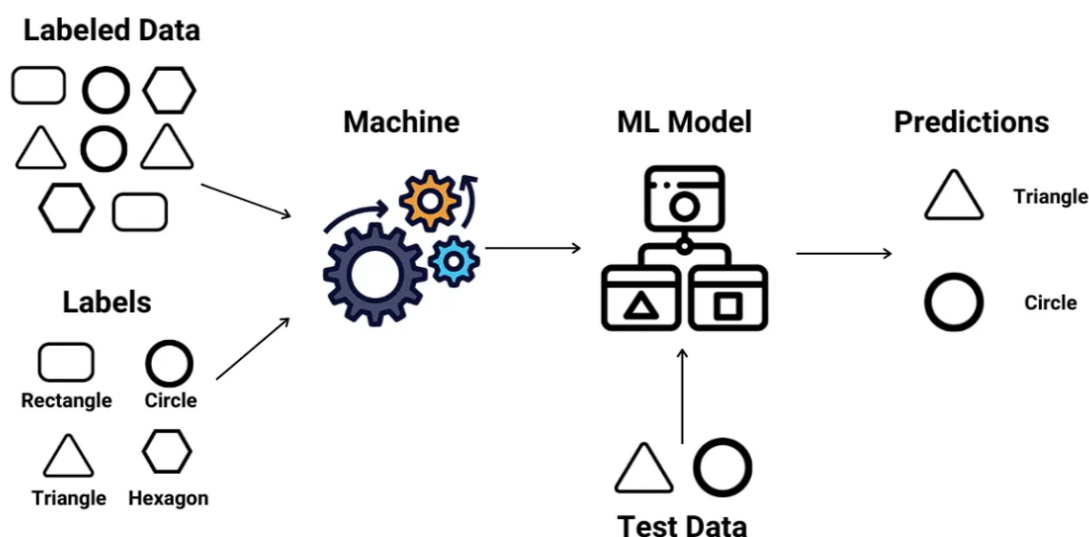 Labeled Data
Labels
Rectangle Circle
Triangle Hexagon
Machine
ML Model
Test Data
Predictions
Triangle
Circle